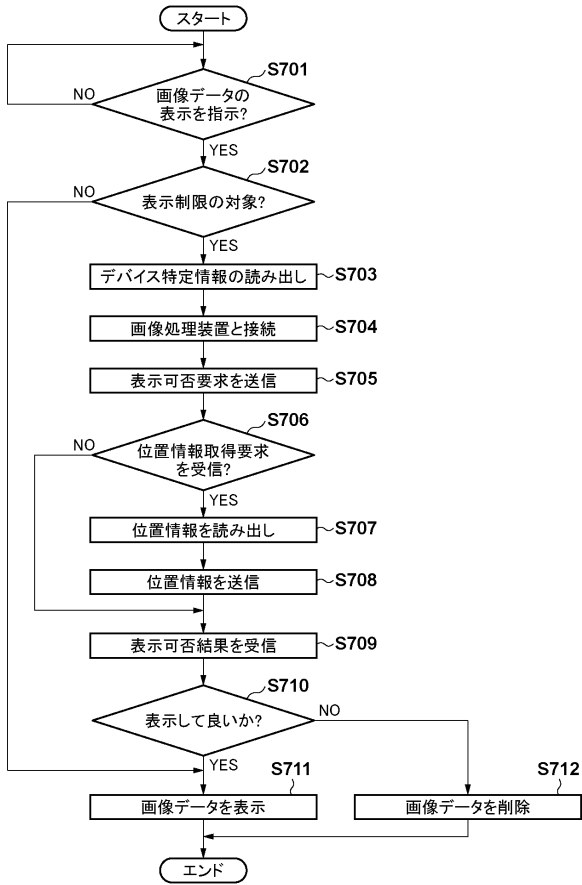 スタート
S701
画像データの
表示を指示?
NO
YES
S702
表示制限の対象?
NO
YES
デバイス特定情報の読み出し
S703
画像処理装置と接続
S704
表示可否要求を送信
S705
S706
位置情報取得要求
を受信?
NO
YES
位置情報を読み出し
S707
位置情報を送信
S708
表示可否結果を受信
S709
S710
表示して良いか?
NO
YES
S711
画像データを表示
S712
画像データを削除
エンド